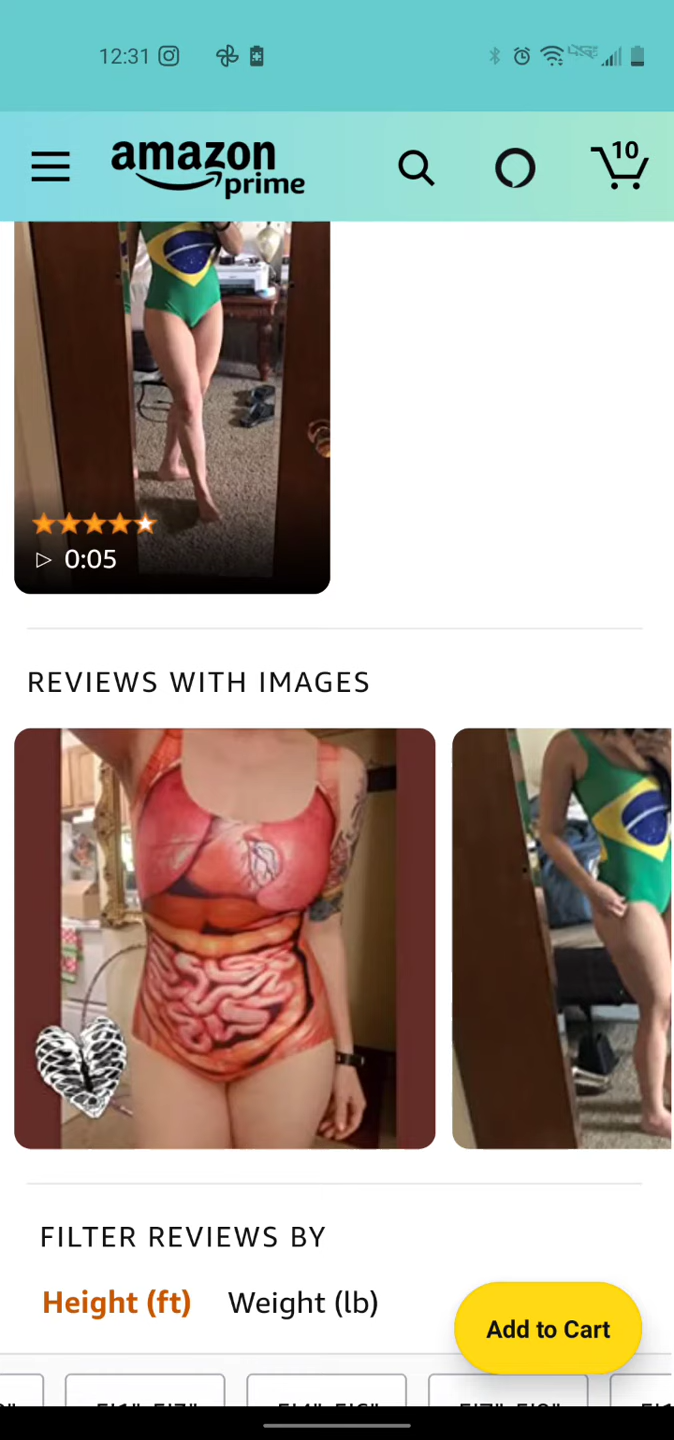 12:31
amazon
prime
10
0:05
REVIEWS WITH IMAGES
FILTER REVIEWS BY
Height (ft) Weight (lb)
Add to Cart